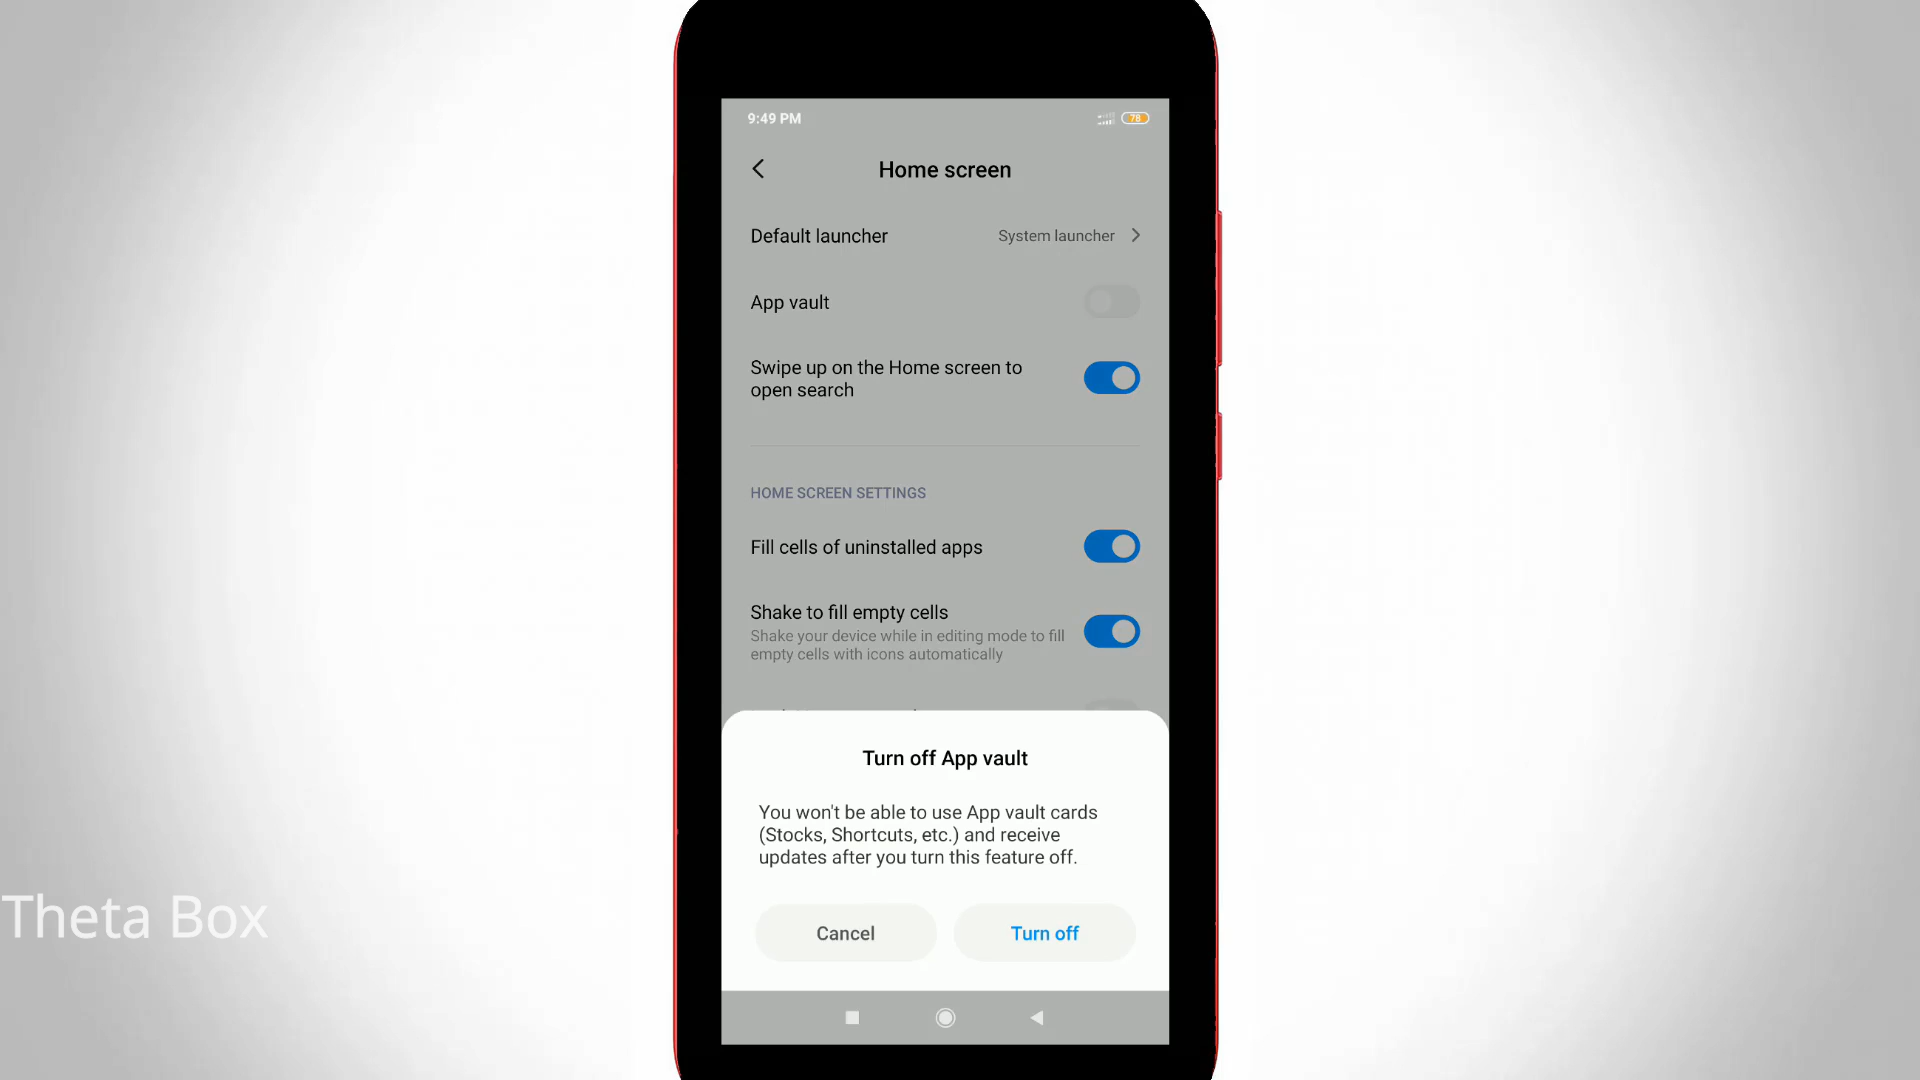 9:49 PM
78
Home screen
Default launcher
System launcher
App vault
Swipe up on the Home screen to
open search
HOME SCREEN SETTINGS
Fill cells of uninstalled apps
Shake to fill empty cells
Shake your device while in editing mode to fill
empty cells with icons automatically
Turn off App vault
You won't be able to use App vault cards
(Stocks, Shortcuts, etc.) and receive
updates after you turn this feature off.
Cancel
Turn off
Theta Box